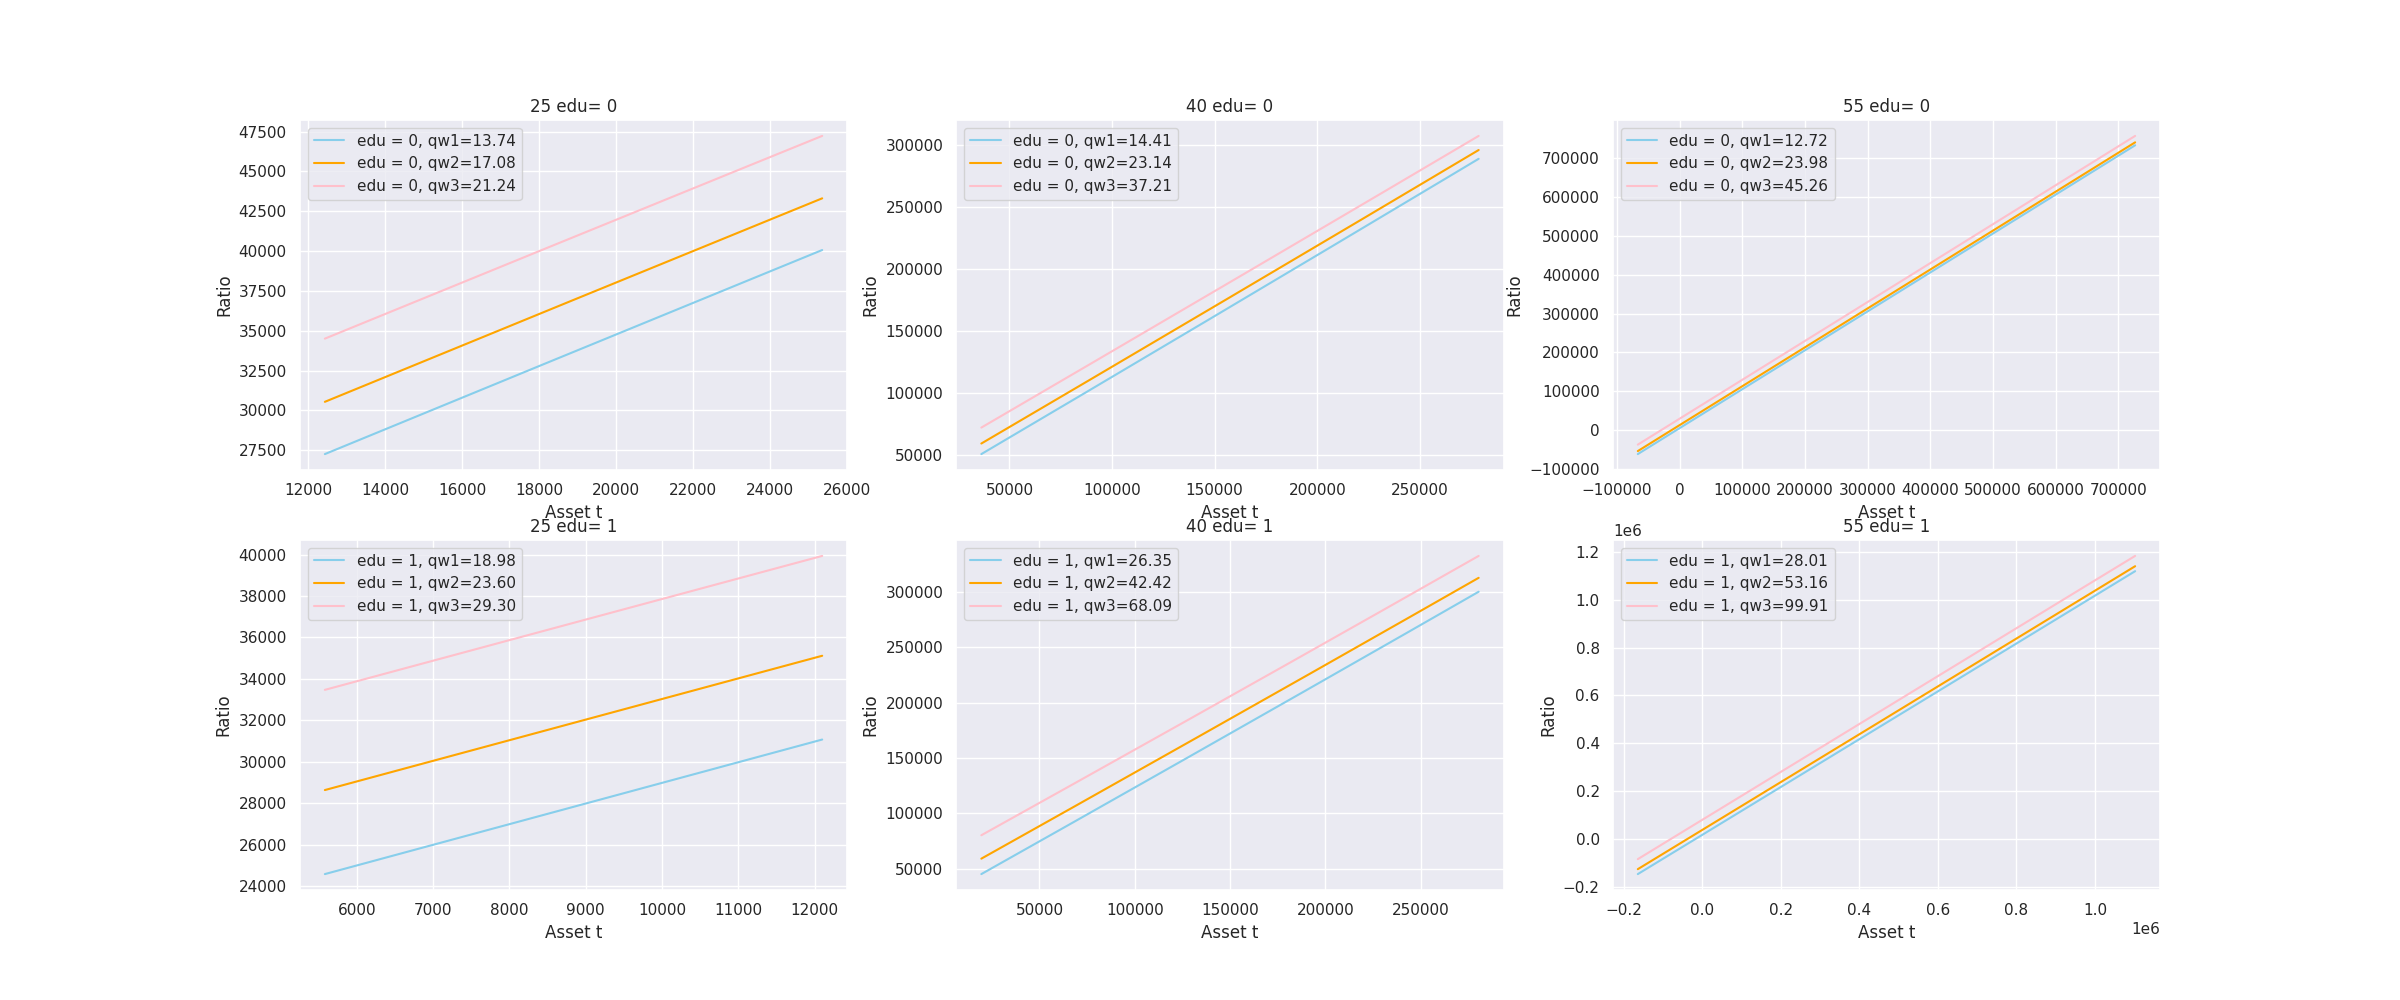 25 edu= 0
edu = 0, qw1=13.74
edu = 0, qw2=17.08
edu = 0, qw3=21.24
47500
45000
42500
40000
37500
35000
32500
30000
27500
Ratio
12000 14000 16000 18000 20000 22000 24000 26000
Asset t
40 edu= 0
edu = 0, qw1=14.41
edu = 0, qw2=23.14
edu = 0, qw3=37.21
300000
250000
200000
150000
100000
50000
Ratio
50000 100000 150000 200000 250000
Asset t
55 edu= 0
edu = 0, qw1=12.72
edu = 0, qw2=23.98
edu = 0, qw3=45.26
700000
600000
500000
400000
300000
200000
100000
0
−100000
Ratio
−100000 0 100000 200000 300000 400000 500000 600000 700000
Asset t
25 edu= 1
edu = 1, qw1=18.98
edu = 1, qw2=23.60
edu = 1, qw3=29.30
40000
38000
36000
34000
32000
30000
28000
26000
24000
Ratio
6000 7000 8000 9000 10000 11000 12000
Asset t
40 edu= 1
edu = 1, qw1=26.35
edu = 1, qw2=42.42
edu = 1, qw3=68.09
300000
250000
200000
150000
100000
50000
Ratio
50000 100000 150000 200000 250000
Asset t
55 edu= 1
1e6
edu = 1, qw1=28.01
edu = 1, qw2=53.16
edu = 1, qw3=99.91
1.2
1.0
0.8
0.6
0.4
0.2
0.0
−0.2
Ratio
−0.2 0.0 0.2 0.4 0.6 0.8 1.0
1e6
Asset t